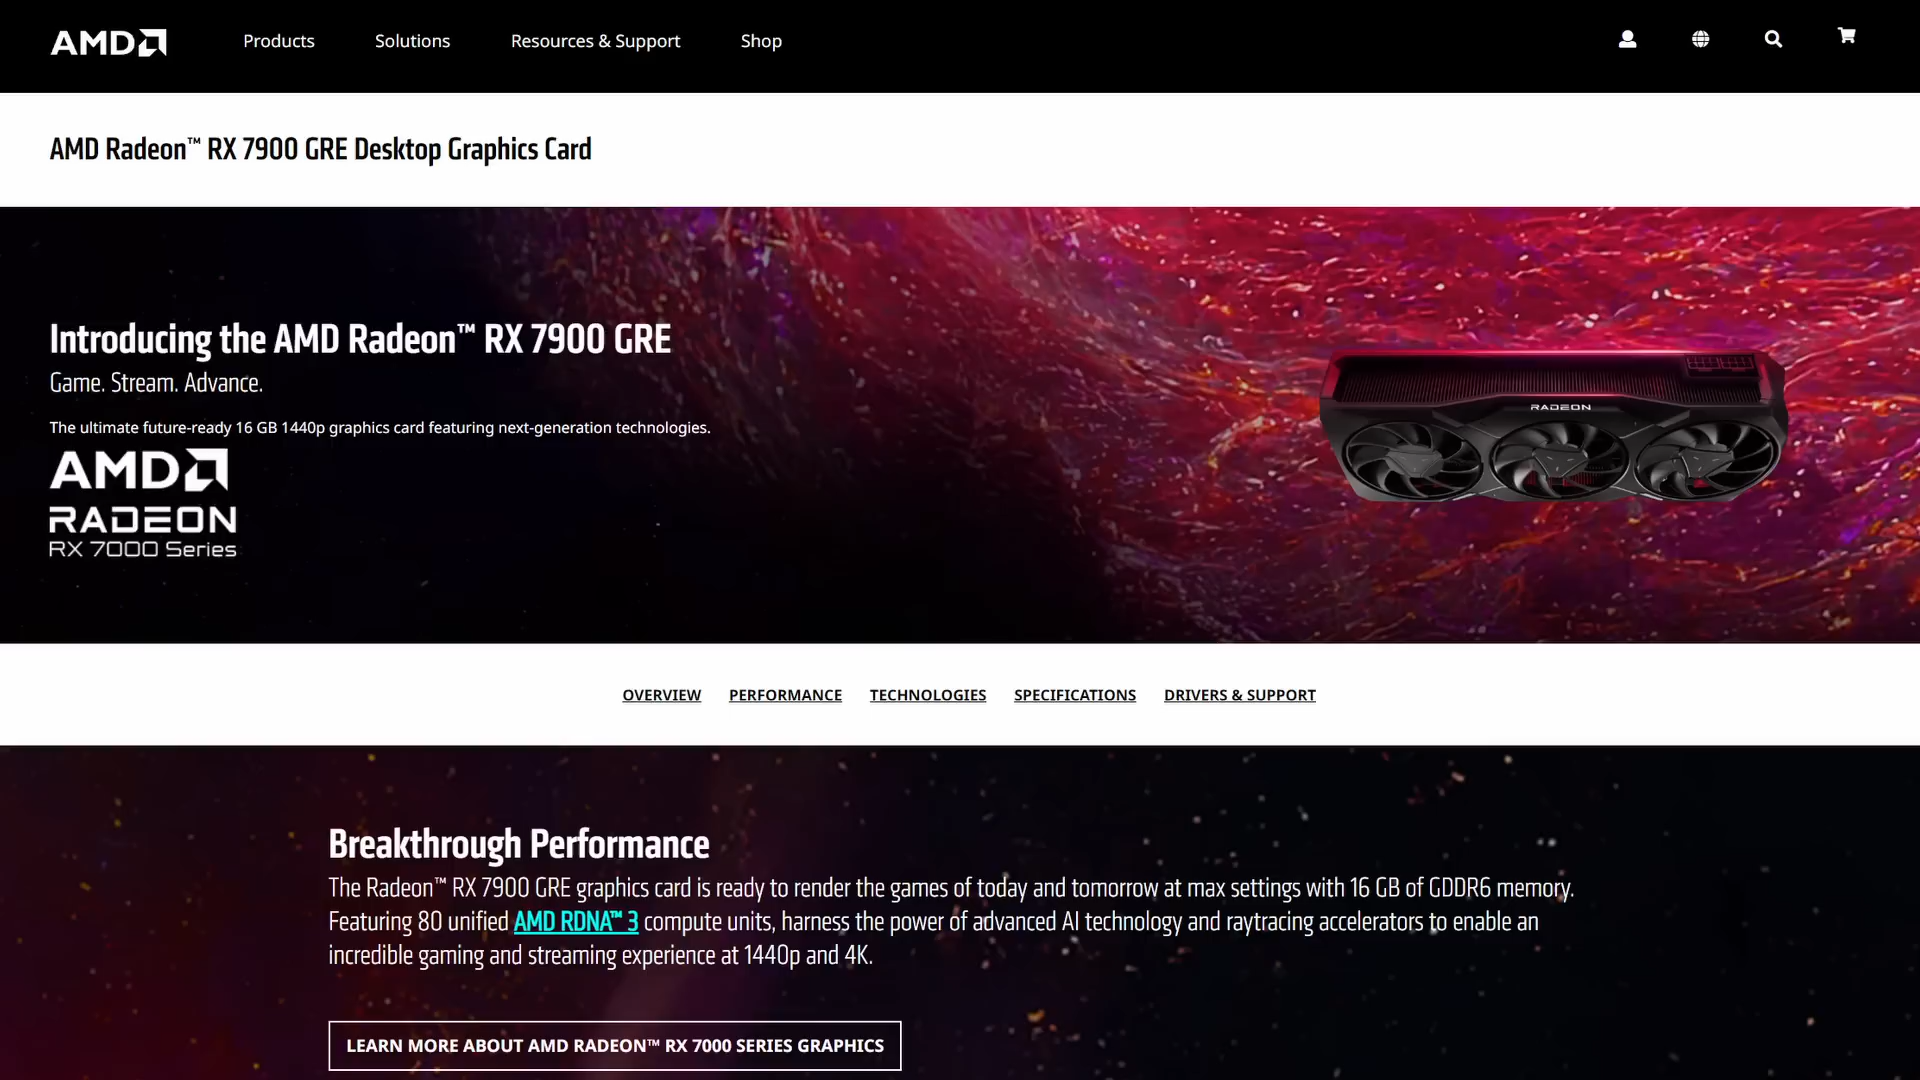 AMD
Products
Solutions
Resources & Support
Shop
AMD Radeon™ RX 7900 GRE Desktop Graphics Card
Introducing the AMD Radeon™ RX 7900 GRE
Game. Stream. Advance.
The ultimate future-ready 16 GB 1440p graphics card featuring next-generation technologies.
AMD
RADEON
RX 7000 Series
RADEON
OVERVIEW
PERFORMANCE
TECHNOLOGIES
SPECIFICATIONS
DRIVERS & SUPPORT
Breakthrough Performance
The Radeon™ RX 7900 GRE graphics card is ready to render the games of today and tomorrow at max settings with 16 GB of GDDR6 memory.
Featuring 80 unified AMD RDNA™ 3 compute units, harness the power of advanced AI technology and raytracing accelerators to enable an
incredible gaming and streaming experience at 1440p and 4K.
LEARN MORE ABOUT AMD RADEON™ RX 7000 SERIES GRAPHICS